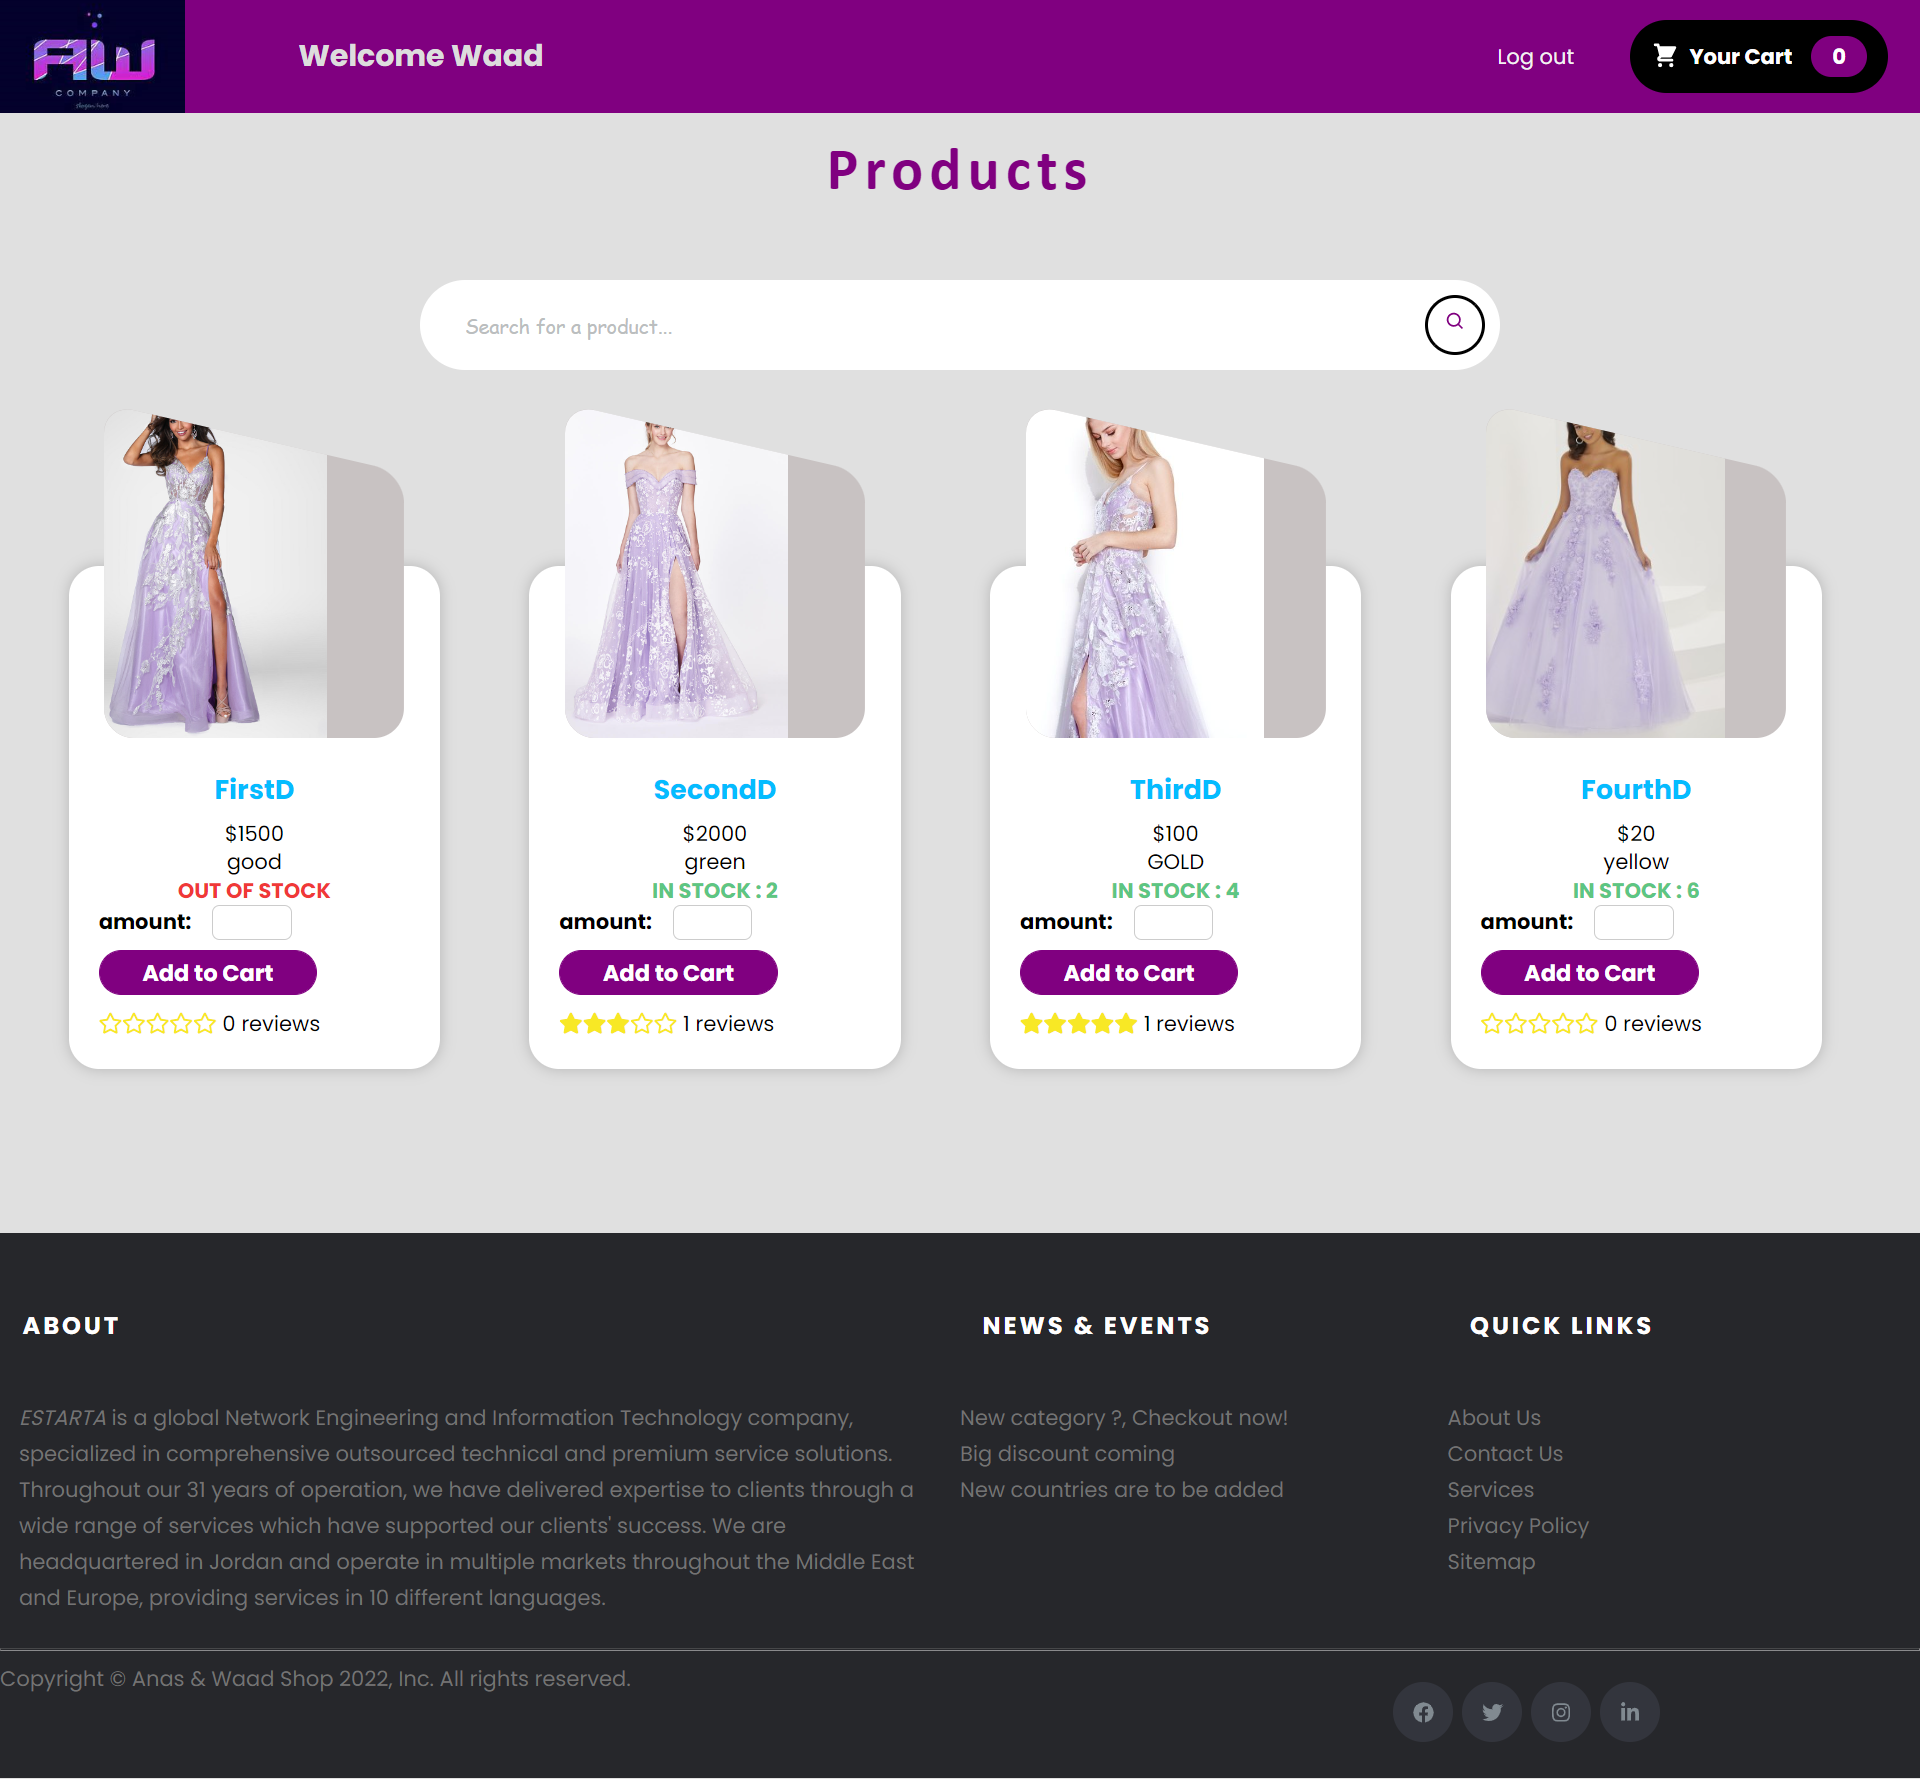 AW
COMPANY
Welcome Waad
Log out
Your Cart 0
Products
Search for a product...
FirstD
$1500
good
OUT OF STOCK
amount:
Add to Cart
0 reviews
SecondD
$2000
green
IN STOCK : 2
amount:
Add to Cart
1 reviews
ThirdD
$100
GOLD
IN STOCK : 4
amount:
Add to Cart
1 reviews
FourthD
$20
yellow
IN STOCK : 6
amount:
Add to Cart
0 reviews
ABOUT
ESTARTA is a global Network Engineering and Information Technology company,
specialized in comprehensive outsourced technical and premium service solutions.
Throughout our 31 years of operation, we have delivered expertise to clients through a
wide range of services which have supported our clients' success. We are
headquartered in Jordan and operate in multiple markets throughout the Middle East
and Europe, providing services in 10 different languages.
NEWS & EVENTS
New category ?, Checkout now!
Big discount coming
New countries are to be added
QUICK LINKS
About Us
Contact Us
Services
Privacy Policy
Sitemap
Copyright © Anas & Waad Shop 2022, Inc. All rights reserved.